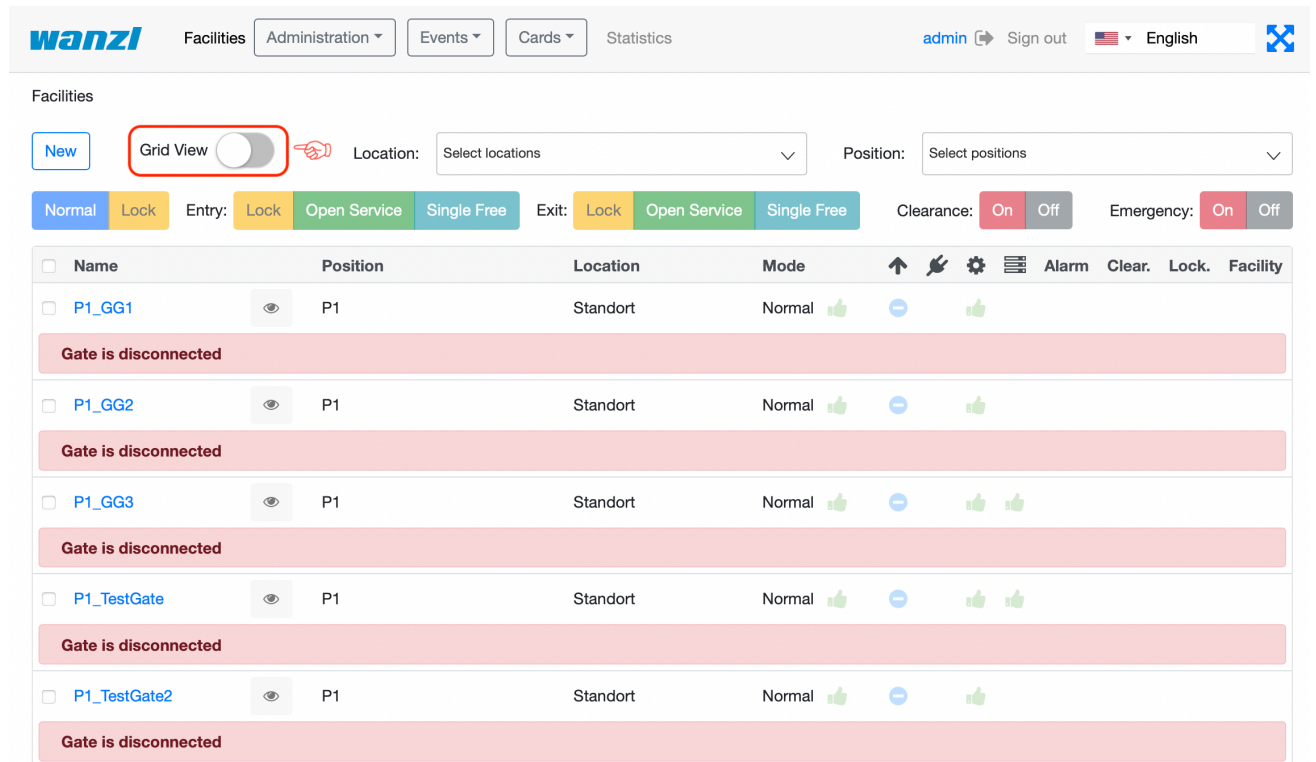 wanzl Facilities Administration Events Cards Statistics admin Sign out English
Facilities
New Grid View Location: Select locations Position: Select positions
Normal Lock Entry: Lock Open Service Single Free Exit: Lock Open Service Single Free Clearance: On Off Emergency: On Off
Name Position Location Mode Alarm Clear. Lock. Facility
P1_GG1 P1 Standort Normal
Gate is disconnected
P1_GG2 P1 Standort Normal
Gate is disconnected
P1_GG3 P1 Standort Normal
Gate is disconnected
P1_TestGate P1 Standort Normal
Gate is disconnected
P1_TestGate2 P1 Standort Normal
Gate is disconnected